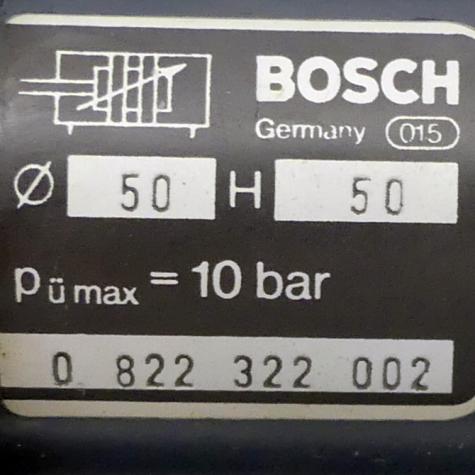 BOSCH
Germany 015
Ø 50 H 50
pü max = 10 bar
0 822 322 002